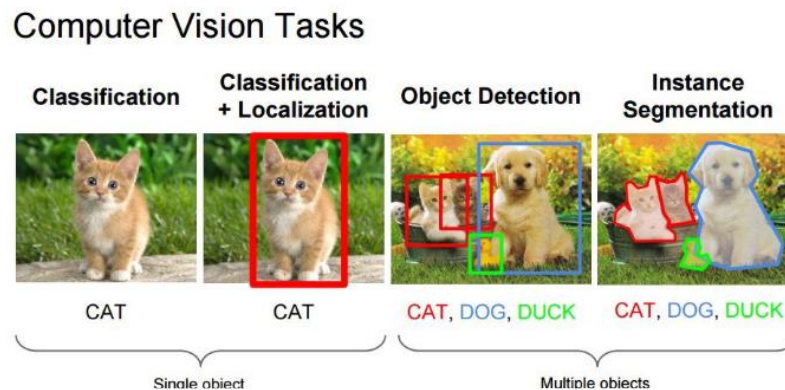 Computer Vision Tasks
Classification
Classification
+ Localization
Object Detection
Instance
Segmentation
CAT
CAT
CAT, DOG, DUCK
CAT, DOG, DUCK
Single object
Multiple objects